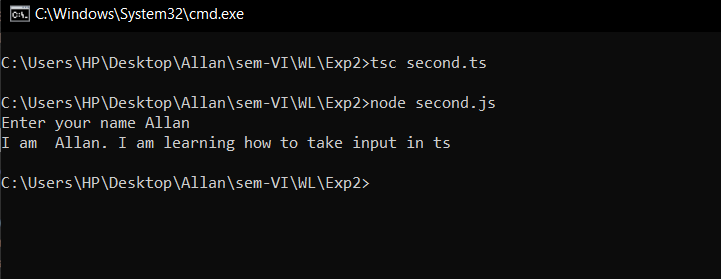 C:\Windows\System32\cmd.exe
C:\Users\HP\Desktop\Allan\sem-VI\WL\Exp2>tsc second.ts
C:\Users\HP\Desktop\Allan\sem-VI\WL\Exp2>node second.js
Enter your name Allan
I am  Allan. I am learning how to take input in ts
C:\Users\HP\Desktop\Allan\sem-VI\WL\Exp2>